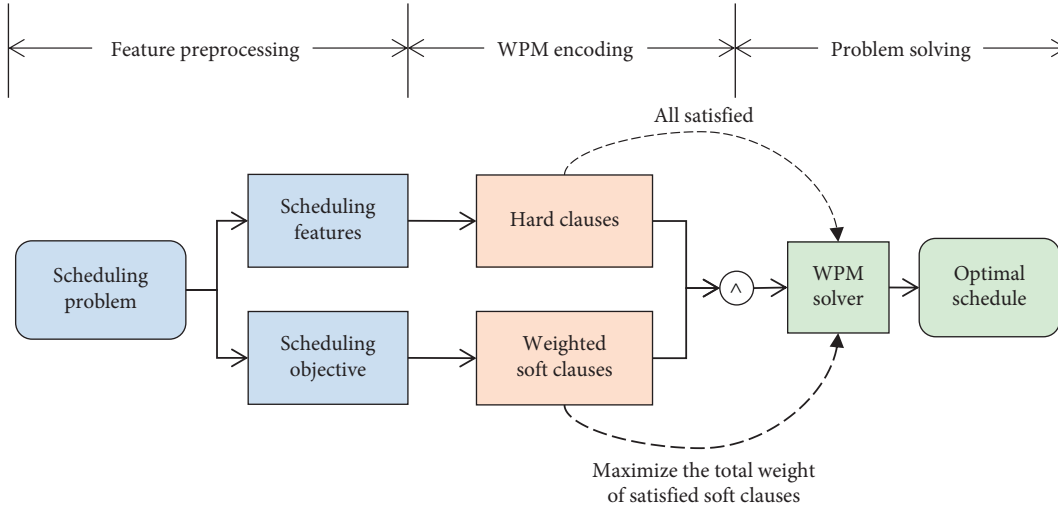 Feature preprocessing
WPM encoding
Problem solving
All satisfied
Scheduling
features
Hard clauses
Scheduling
problem
∧
WPM
solver
Optimal
schedule
Scheduling
objective
Weighted
soft clauses
Maximize the total weight
of satisfied soft clauses